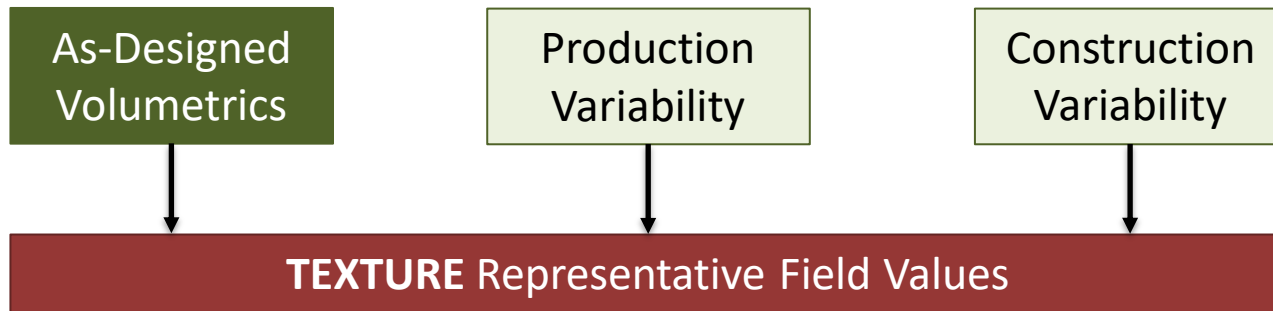 As-Designed
Volumetrics
Production
Variability
Construction
Variability
TEXTURE Representative Field Values